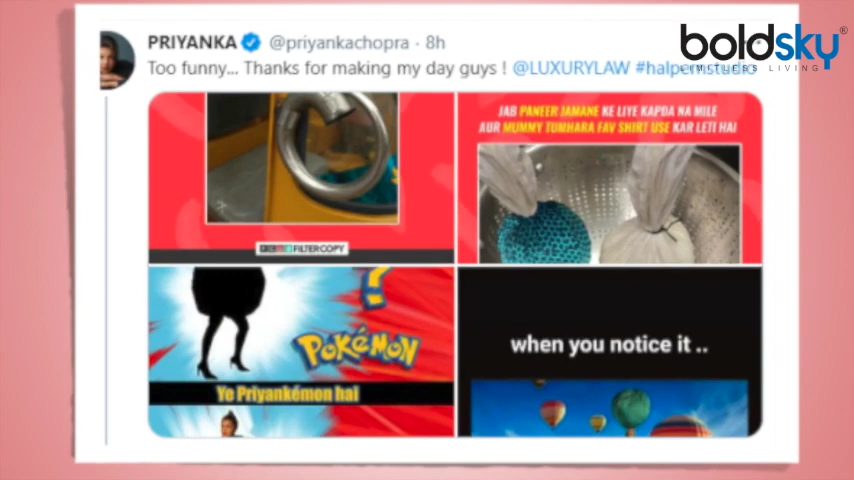 PRIYANKA @priyankachopra · 8h
boldsky®
LIMITLESS LIVING
Too funny... Thanks for making my day guys ! @LUXURYLAW #halpernstudio
JAB PANEER JAMANE KE LIYE KAPDA NA MILE
AUR MUMMY TUMHARA FAV SHIRT USE KAR LETI HAI
FILTERCOPY
?
POKéMON
Ye Priyankémon hai
when you notice it ..